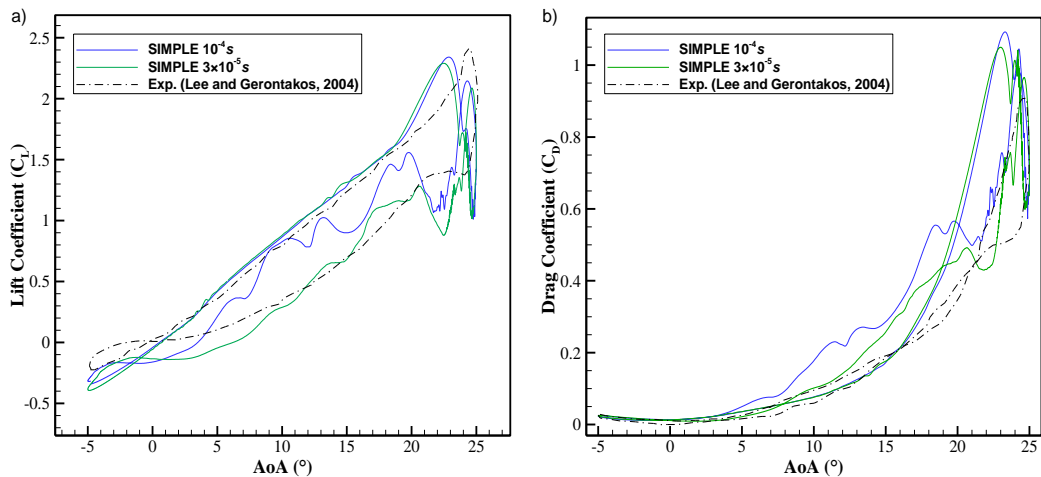 a)
SIMPLE 10⁻⁴s
SIMPLE 3×10⁻⁵s
Exp. (Lee and Gerontakos, 2004)
Lift Coefficient (C_L)
2.5
2
1.5
1
0.5
0
-0.5
-5 0 5 10 15 20 25
AoA (°)
b)
SIMPLE 10⁻⁴s
SIMPLE 3×10⁻⁵s
Exp. (Lee and Gerontakos, 2004)
Drag Coefficient (C_D)
1
0.8
0.6
0.4
0.2
0
-5 0 5 10 15 20 25
AoA (°)